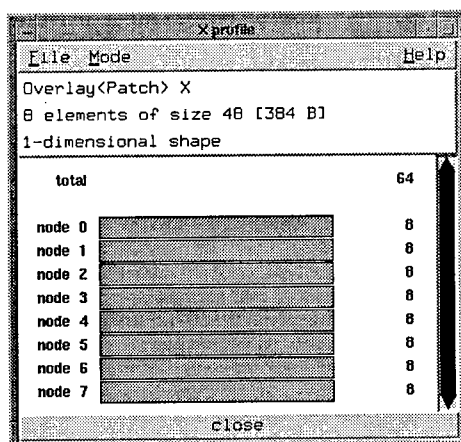 X profile
File Mode Help
Overlay<Patch> X
8 elements of size 48 [384 B]
1-dimensional shape
total 64
node 0 8
node 1 8
node 2 8
node 3 8
node 4 8
node 5 8
node 6 8
node 7 8
close